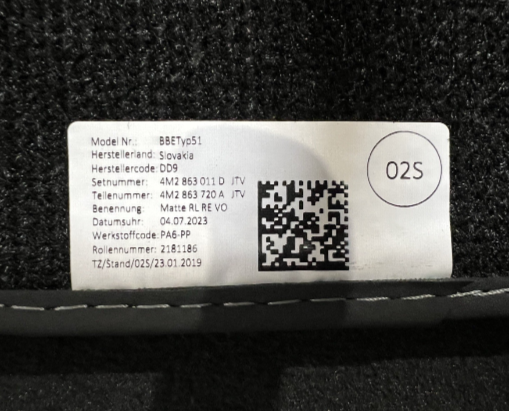 Model Nr.: BBETyp51
Herstellerland: Slovakia
Herstellercode: DD9
Setnummer: 4M2 863 011 D JTV
Teilenummer: 4M2 863 720 A JTV
Benennung: Matte RL RE VO
Datumsuhr: 04.07.2023
Werkstoffcode: PA6-PP
Rollennummer: 2181186
TZ/Stand/02S/23.01.2019
02S